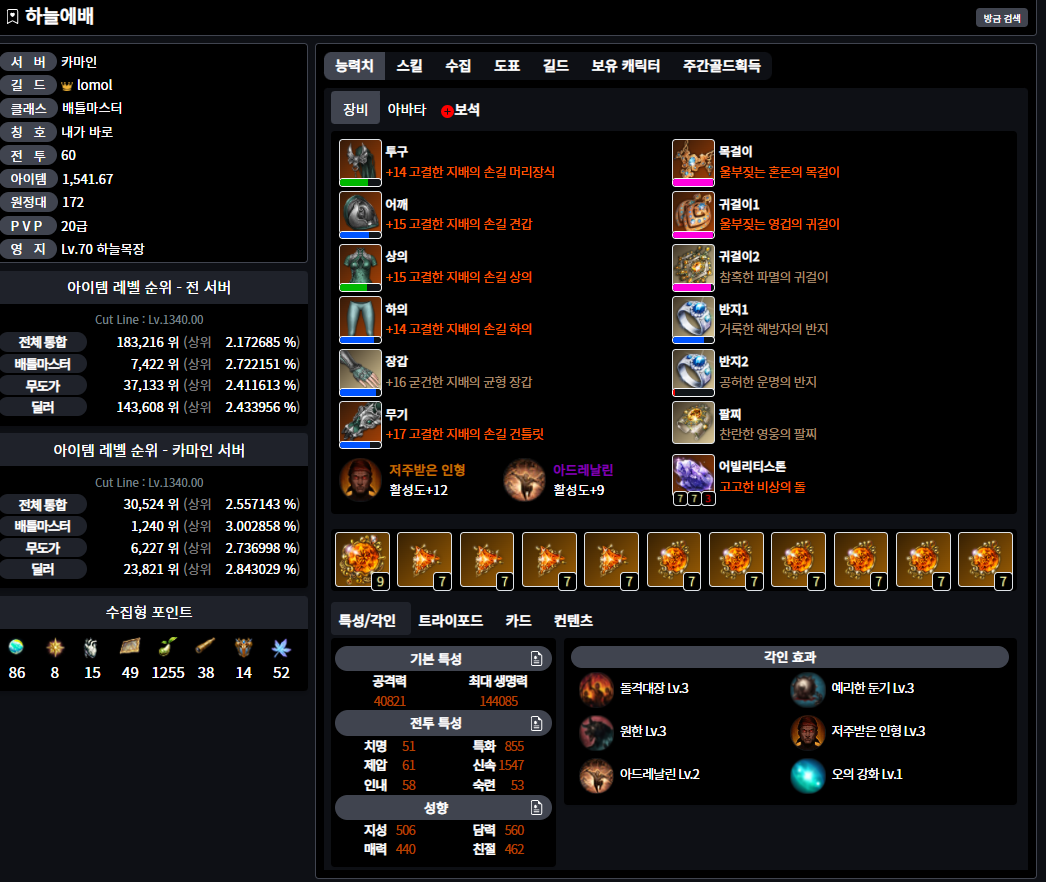 하늘에배
방금 검색
서 버 카마인
길 드 lomol
클래스 배틀마스터
칭 호 내가 바로
전 투 60
아이템 1,541.67
원정대 172
P V P 20급
영 지 Lv.70 하늘목장
아이템 레벨 순위 - 전 서버
Cut Line : Lv.1340.00
전체 통합 183,216 위 (상위 2.172685 %)
배틀마스터 7,422 위 (상위 2.722151 %)
무도가 37,133 위 (상위 2.411613 %)
딜러 143,608 위 (상위 2.433956 %)
아이템 레벨 순위 - 카마인 서버
Cut Line : Lv.1340.00
전체 통합 30,524 위 (상위 2.557143 %)
배틀마스터 1,240 위 (상위 3.002858 %)
무도가 6,227 위 (상위 2.736998 %)
딜러 23,821 위 (상위 2.843029 %)
수집형 포인트
86 8 15 49 1255 38 14 52
능력치 스킬 수집 도표 길드 보유 캐릭터 주간골드획득
장비 아바타 보석
투구
+14 고결한 지배의 손길 머리장식
어깨
+15 고결한 지배의 손길 견갑
상의
+15 고결한 지배의 손길 상의
하의
+14 고결한 지배의 손길 하의
장갑
+16 굳건한 지배의 균형 장갑
무기
+17 고결한 지배의 손길 건틀릿
저주받은 인형
활성도+12
아드레날린
활성도+9
목걸이
울부짖는 혼돈의 목걸이
귀걸이1
울부짖는 영겁의 귀걸이
귀걸이2
참혹한 파멸의 귀걸이
반지1
거룩한 해방자의 반지
반지2
공허한 운명의 반지
팔찌
찬란한 영웅의 팔찌
어빌리티스톤
고고한 비상의 돌
7 7 3
9 7 7 7 7 7 7 7 7 7 7
특성/각인 트라이포드 카드 컨텐츠
기본 특성
공격력 최대 생명력
40821 144085
전투 특성
치명 51 특화 855
제압 61 신속 1547
인내 58 숙련 53
성향
지성 506 담력 560
매력 440 친절 462
각인 효과
돌격대장 Lv.3 예리한 둔기 Lv.3
원한 Lv.3 저주받은 인형 Lv.3
아드레날린 Lv.2 오의 강화 Lv.1